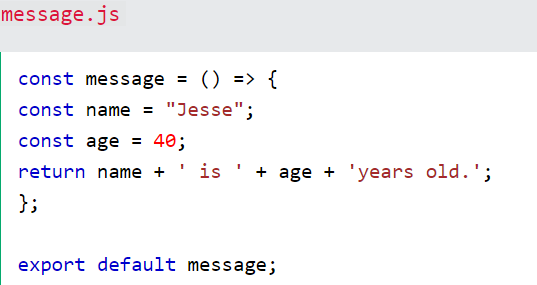 message.js
const message = () => {
const name = "Jesse";
const age = 40;
return name + ' is ' + age + 'years old.';
};
export default message;